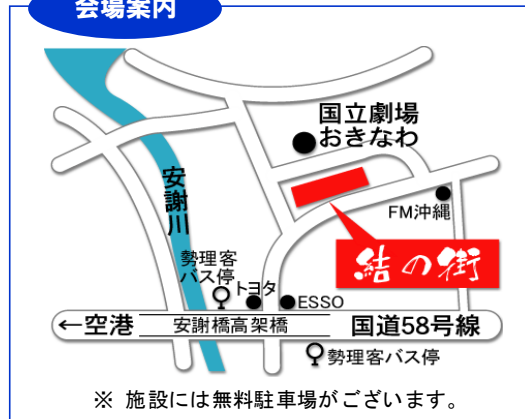 会場案内
国立劇場
おきなわ
安謝川
FM沖縄
結の街
勢理客
バス停
トヨタ
ESSO
←空港
安謝橋高架橋
国道58号線
勢理客バス停
※ 施設には無料駐車場がございます。